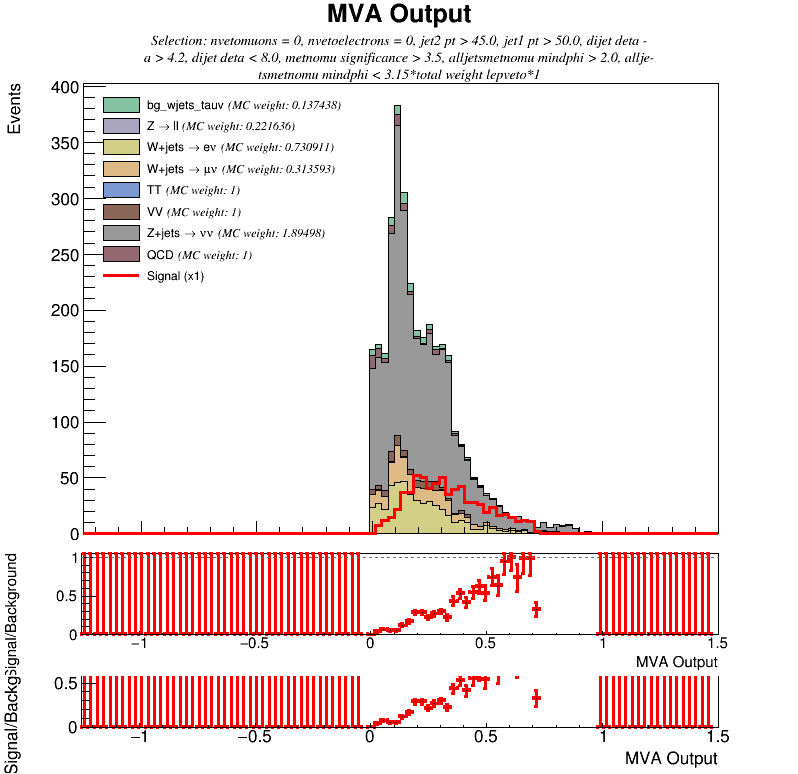 MVA Output
Selection: nvetomuons = 0, nvetoelectrons = 0, jet2 pt > 45.0, jet1 pt > 50.0, dijet deta -
a > 4.2, dijet deta < 8.0, metnomu significance > 3.5, alljetsmetnomu mindphi > 2.0, allje-
tsmetnomu mindphi < 3.15*total weight lepveto*1
Events
400
350
300
250
200
150
100
50
0
bg_wjets_tauv (MC weight: 0.137438)
Z → ll (MC weight: 0.221636)
W+jets → eν (MC weight: 0.730911)
W+jets → μν (MC weight: 0.313593)
TT (MC weight: 1)
VV (MC weight: 1)
Z+jets → νν (MC weight: 1.89498)
QCD (MC weight: 1)
Signal (x1)
Signal/Background
1
0.5
0
−1 −0.5 0 0.5 1 1.5
MVA Output
Signal/Backg
0.5
0
−1 −0.5 0 0.5 1 1.5
MVA Output